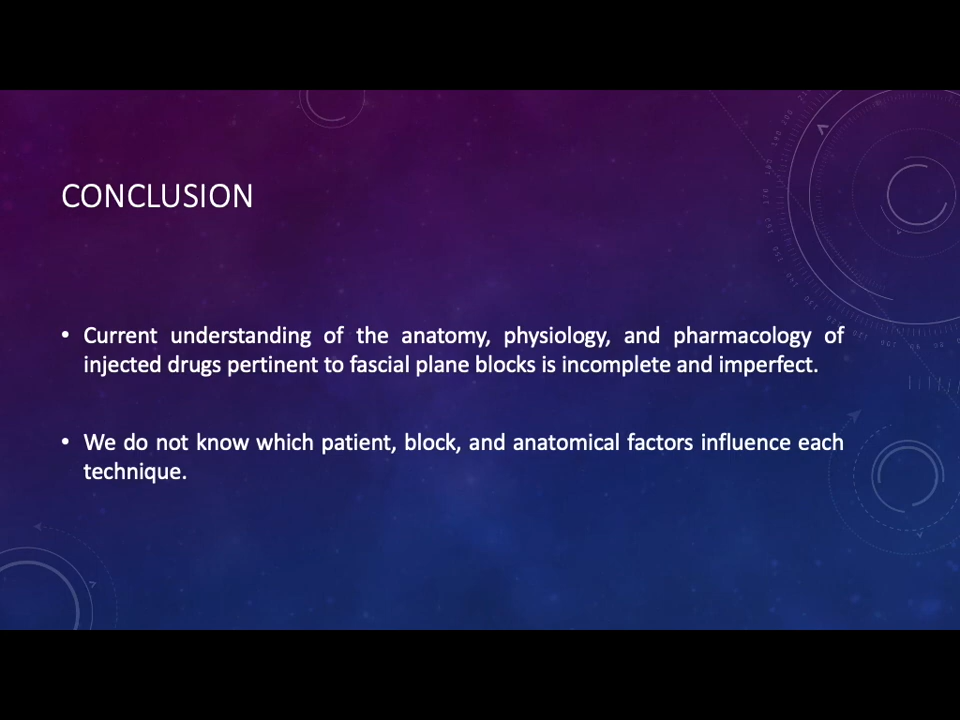 CONCLUSION
• Current understanding of the anatomy, physiology, and pharmacology of
injected drugs pertinent to fascial plane blocks is incomplete and imperfect.
• We do not know which patient, block, and anatomical factors influence each
technique.